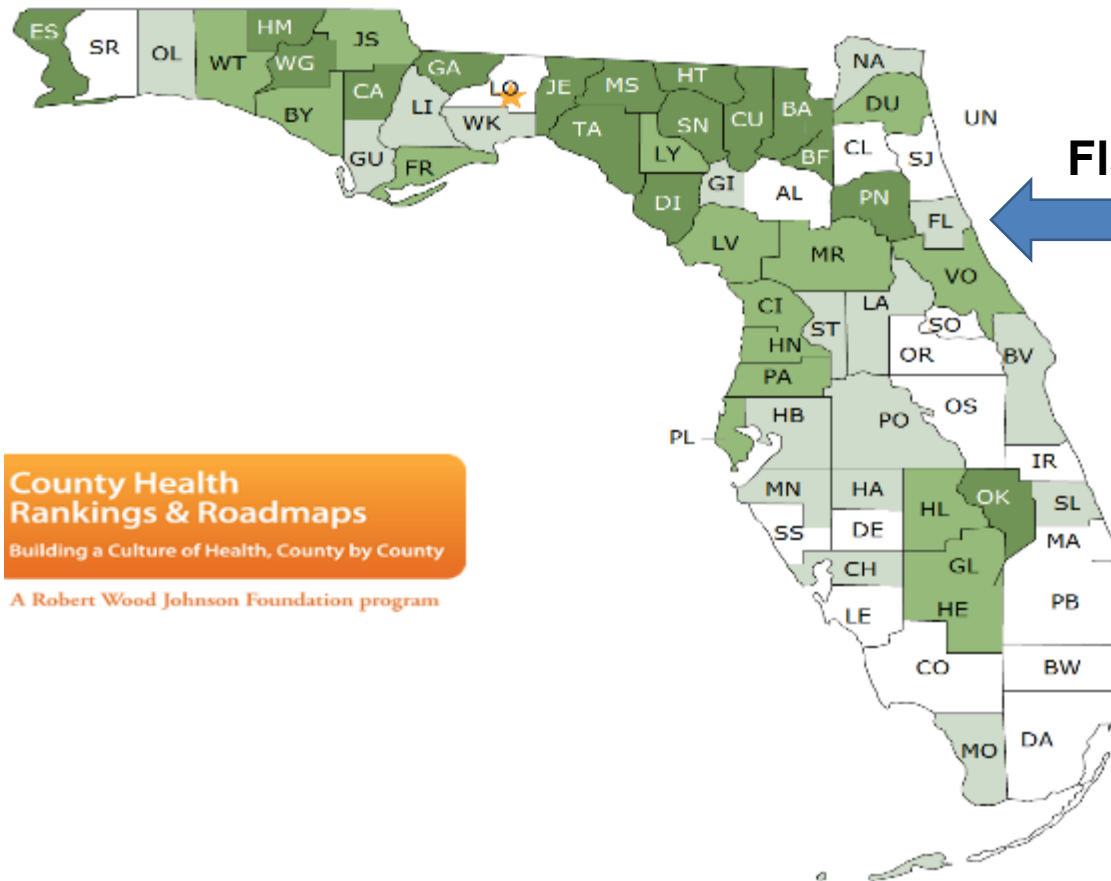 ES
SR
OL
WT
HM
WG
JS
BY
CA
GA
LI
GU
FR
LO
WK
JE
MS
HT
TA
SN
CU
BA
LY
BF
DI
GI
AL
NA
DU
CL
SJ
UN
Fl
PN
FL
LV
MR
VO
CI
ST
LA
SO
HN
OR
BV
PA
OS
HB
PO
PL
IR
MN
HA
HL
OK
SL
SS
DE
MA
CH
GL
LE
HE
PB
CO
BW
MO
DA
County Health
Rankings & Roadmaps
Building a Culture of Health, County by County
A Robert Wood Johnson Foundation program